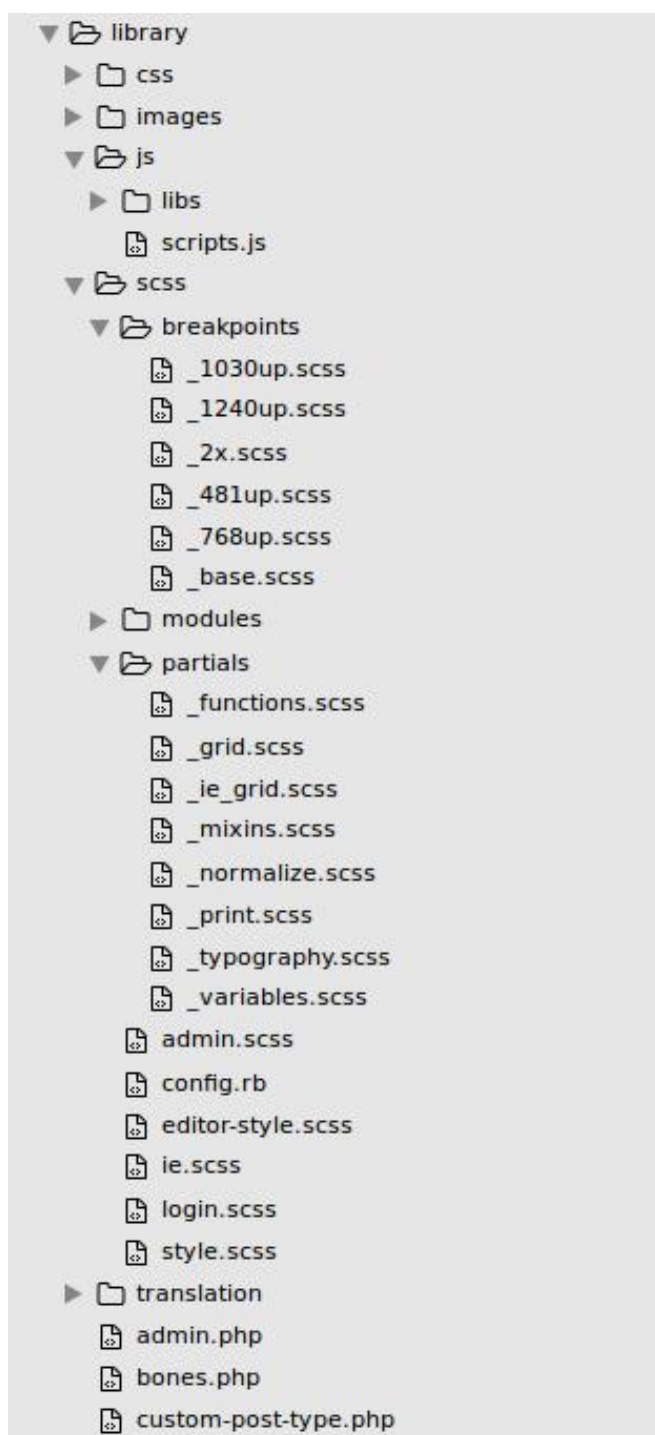 library
css
images
js
libs
scripts.js
scss
breakpoints
_1030up.scss
_1240up.scss
_2x.scss
_481up.scss
_768up.scss
_base.scss
modules
partials
_functions.scss
_grid.scss
_ie_grid.scss
_mixins.scss
_normalize.scss
_print.scss
_typography.scss
_variables.scss
admin.scss
config.rb
editor-style.scss
ie.scss
login.scss
style.scss
translation
admin.php
bones.php
custom-post-type.php